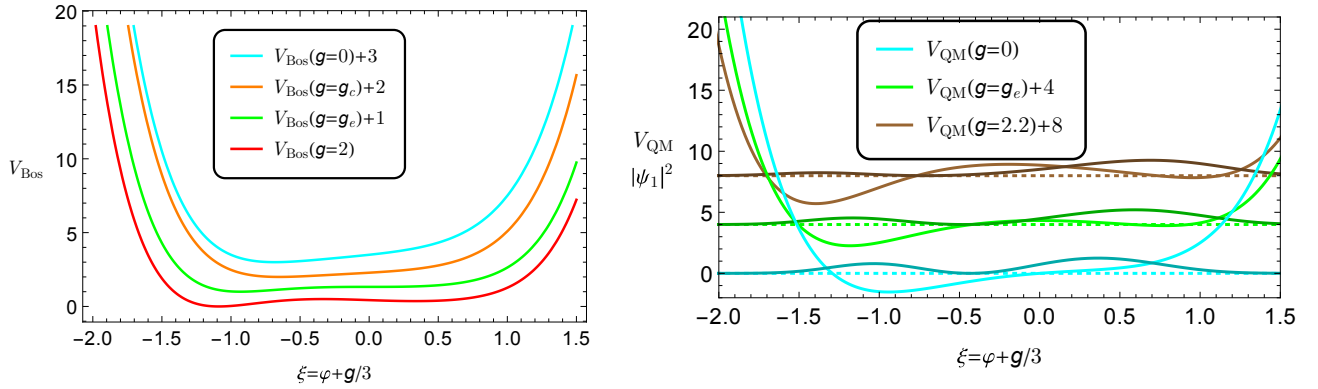 20
15
10
5
0
V_Bos
V_Bos(g=0)+3
V_Bos(g=g_c)+2
V_Bos(g=g_e)+1
V_Bos(g=2)
−2.0 −1.5 −1.0 −0.5 0.0 0.5 1.0 1.5
ξ=φ+g/3
20
15
10
5
0
V_QM
|ψ_1|^2
V_QM(g=0)
V_QM(g=g_e)+4
V_QM(g=2.2)+8
−2.0 −1.5 −1.0 −0.5 0.0 0.5 1.0 1.5
ξ=φ+g/3